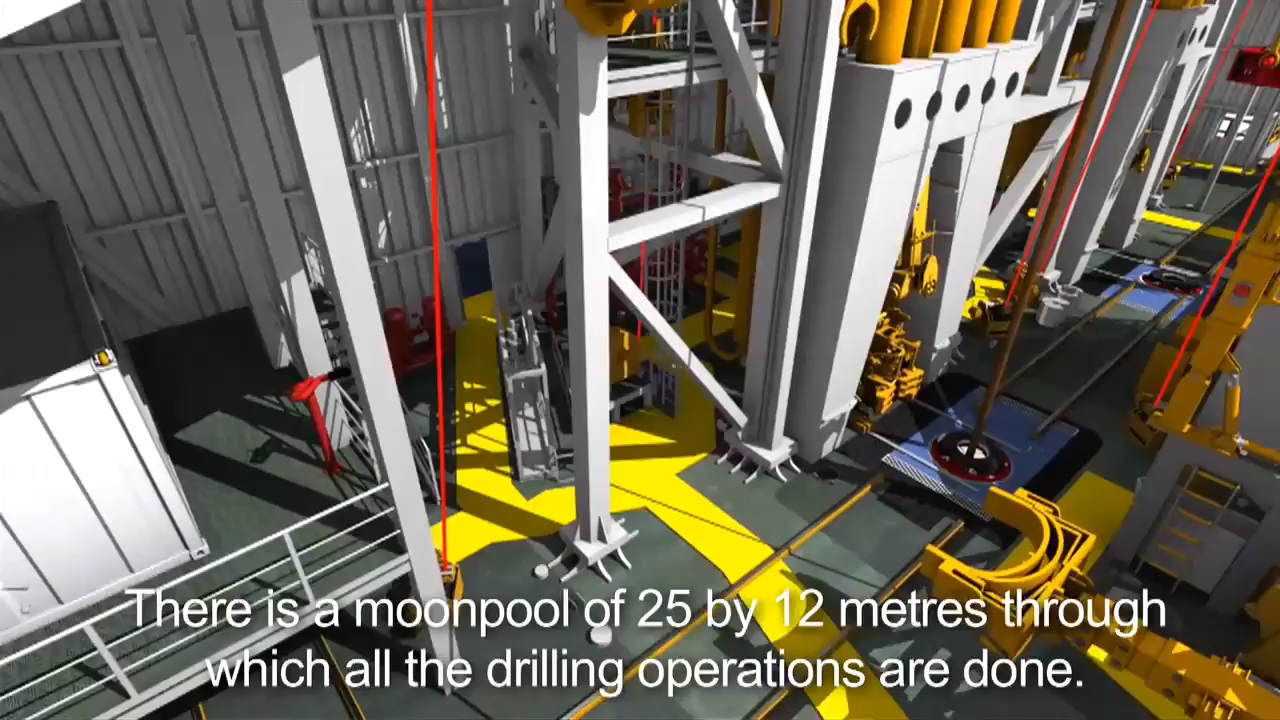 There is a moonpool of 25 by 12 metres through
which all the drilling operations are done.